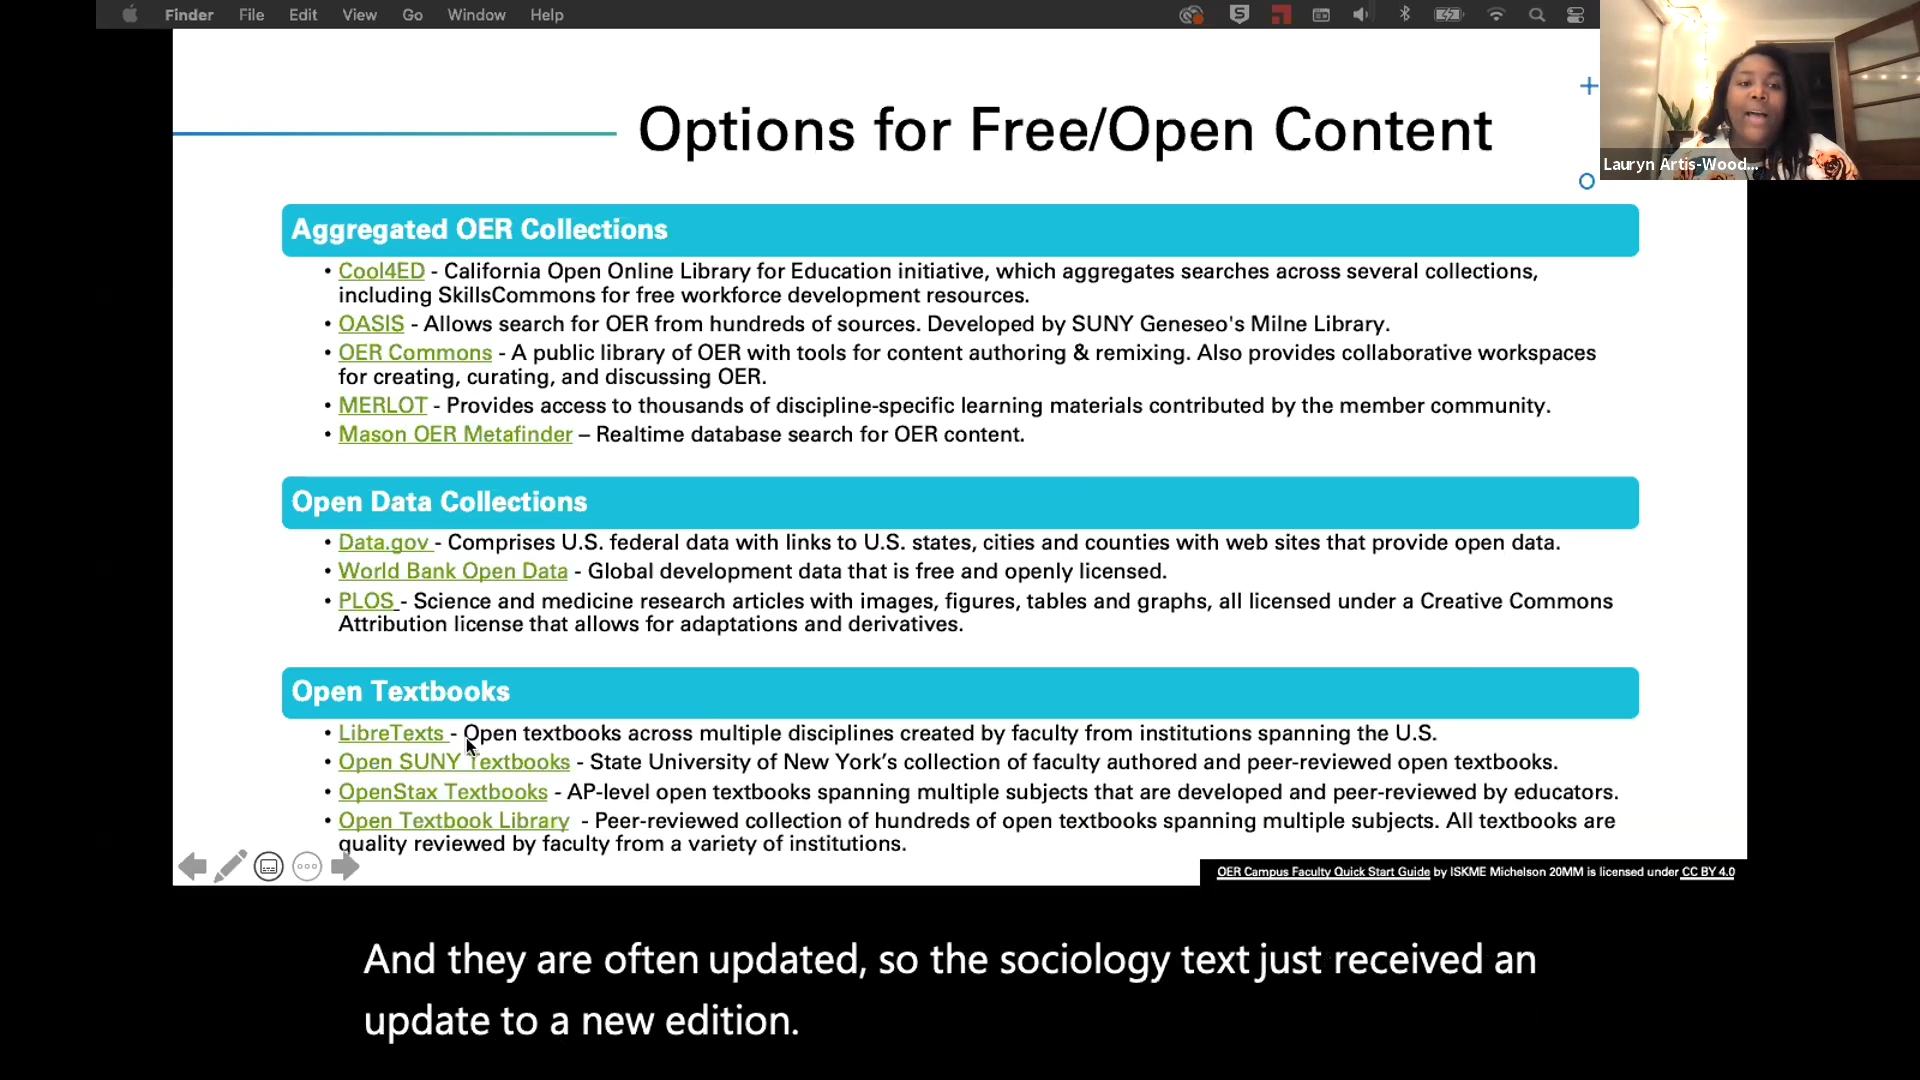 Finder File Edit View Go Window Help
Options for Free/Open Content
Lauryn Artis-Wood...
Aggregated OER Collections
• Cool4ED - California Open Online Library for Education initiative, which aggregates searches across several collections,
including SkillsCommons for free workforce development resources.
• OASIS - Allows search for OER from hundreds of sources. Developed by SUNY Geneseo's Milne Library.
• OER Commons - A public library of OER with tools for content authoring & remixing. Also provides collaborative workspaces
for creating, curating, and discussing OER.
• MERLOT - Provides access to thousands of discipline-specific learning materials contributed by the member community.
• Mason OER Metafinder – Realtime database search for OER content.
Open Data Collections
• Data.gov - Comprises U.S. federal data with links to U.S. states, cities and counties with web sites that provide open data.
• World Bank Open Data - Global development data that is free and openly licensed.
• PLOS - Science and medicine research articles with images, figures, tables and graphs, all licensed under a Creative Commons
Attribution license that allows for adaptations and derivatives.
Open Textbooks
• LibreTexts - Open textbooks across multiple disciplines created by faculty from institutions spanning the U.S.
• Open SUNY Textbooks - State University of New York’s collection of faculty authored and peer-reviewed open textbooks.
• OpenStax Textbooks - AP-level open textbooks spanning multiple subjects that are developed and peer-reviewed by educators.
• Open Textbook Library - Peer-reviewed collection of hundreds of open textbooks spanning multiple subjects. All textbooks are
quality reviewed by faculty from a variety of institutions.
OER Campus Faculty Quick Start Guide by ISKME Michelson 20MM is licensed under CC BY 4.0
And they are often updated, so the sociology text just received an
update to a new edition.